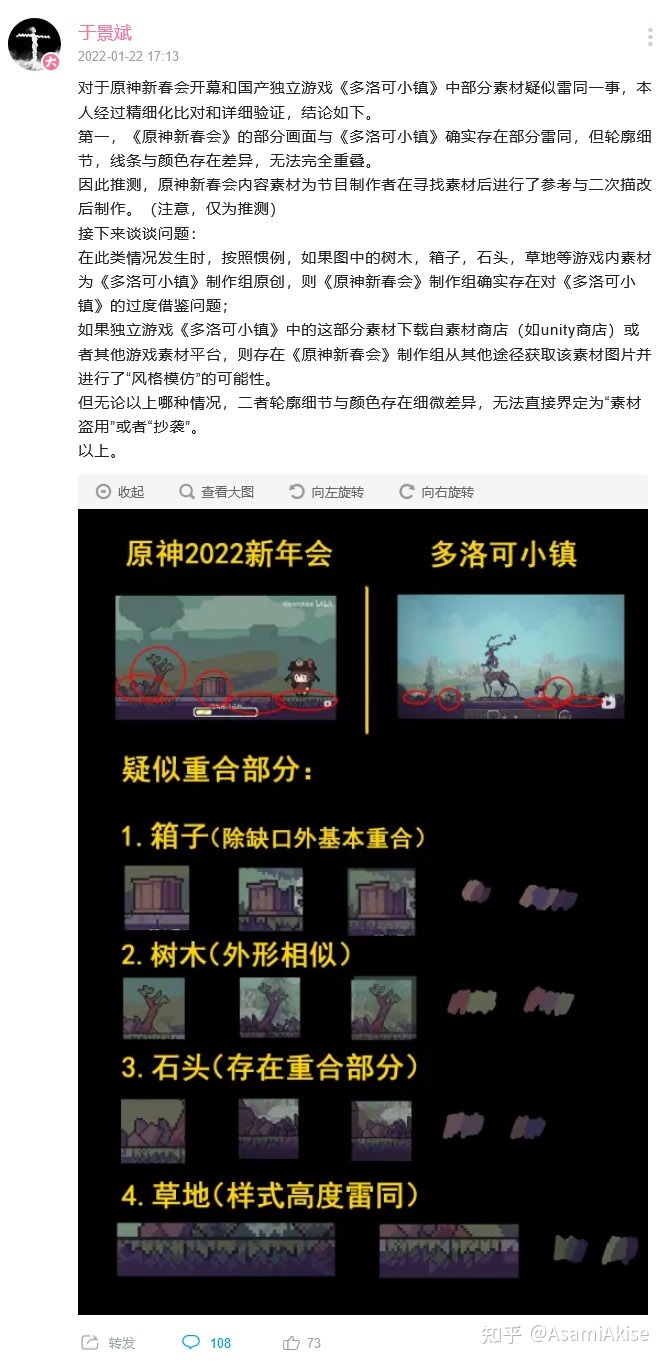 于景斌
大
2022-01-22 17:13
对于原神新春会开幕和国产独立游戏《多洛可小镇》中部分素材疑似雷同一事，本
人经过精细化比对和详细验证，结论如下。
第一，《原神新春会》的部分画面与《多洛可小镇》确实存在部分雷同，但轮廓细
节，线条与颜色存在差异，无法完全重叠。
因此推测，原神新春会内容素材为节目制作者在寻找素材后进行了参考与二次描改
后制作。（注意，仅为推测）
接下来谈谈问题：
在此类情况发生时，按照惯例，如果图中的树木，箱子，石头，草地等游戏内素材
为《多洛可小镇》制作组原创，则《原神新春会》制作组确实存在对《多洛可小
镇》的过度借鉴问题；
如果独立游戏《多洛可小镇》中的这部分素材下载自素材商店（如unity商店）或
者其他游戏素材平台，则存在《原神新春会》制作组从其他途径获取该素材图片并
进行了“风格模仿”的可能性。
但无论以上哪种情况，二者轮廓细节与颜色存在细微差异，无法直接界定为“素材
盗用”或者“抄袭”。
以上。
收起 查看大图 向左旋转 向右旋转
原神2022新年会 多洛可小镇
疑似重合部分：
1.箱子(除缺口外基本重合)
2.树木(外形相似)
3.石头(存在重合部分)
4.草地(样式高度雷同)
转发 108 73
知乎 @AsamiAkise